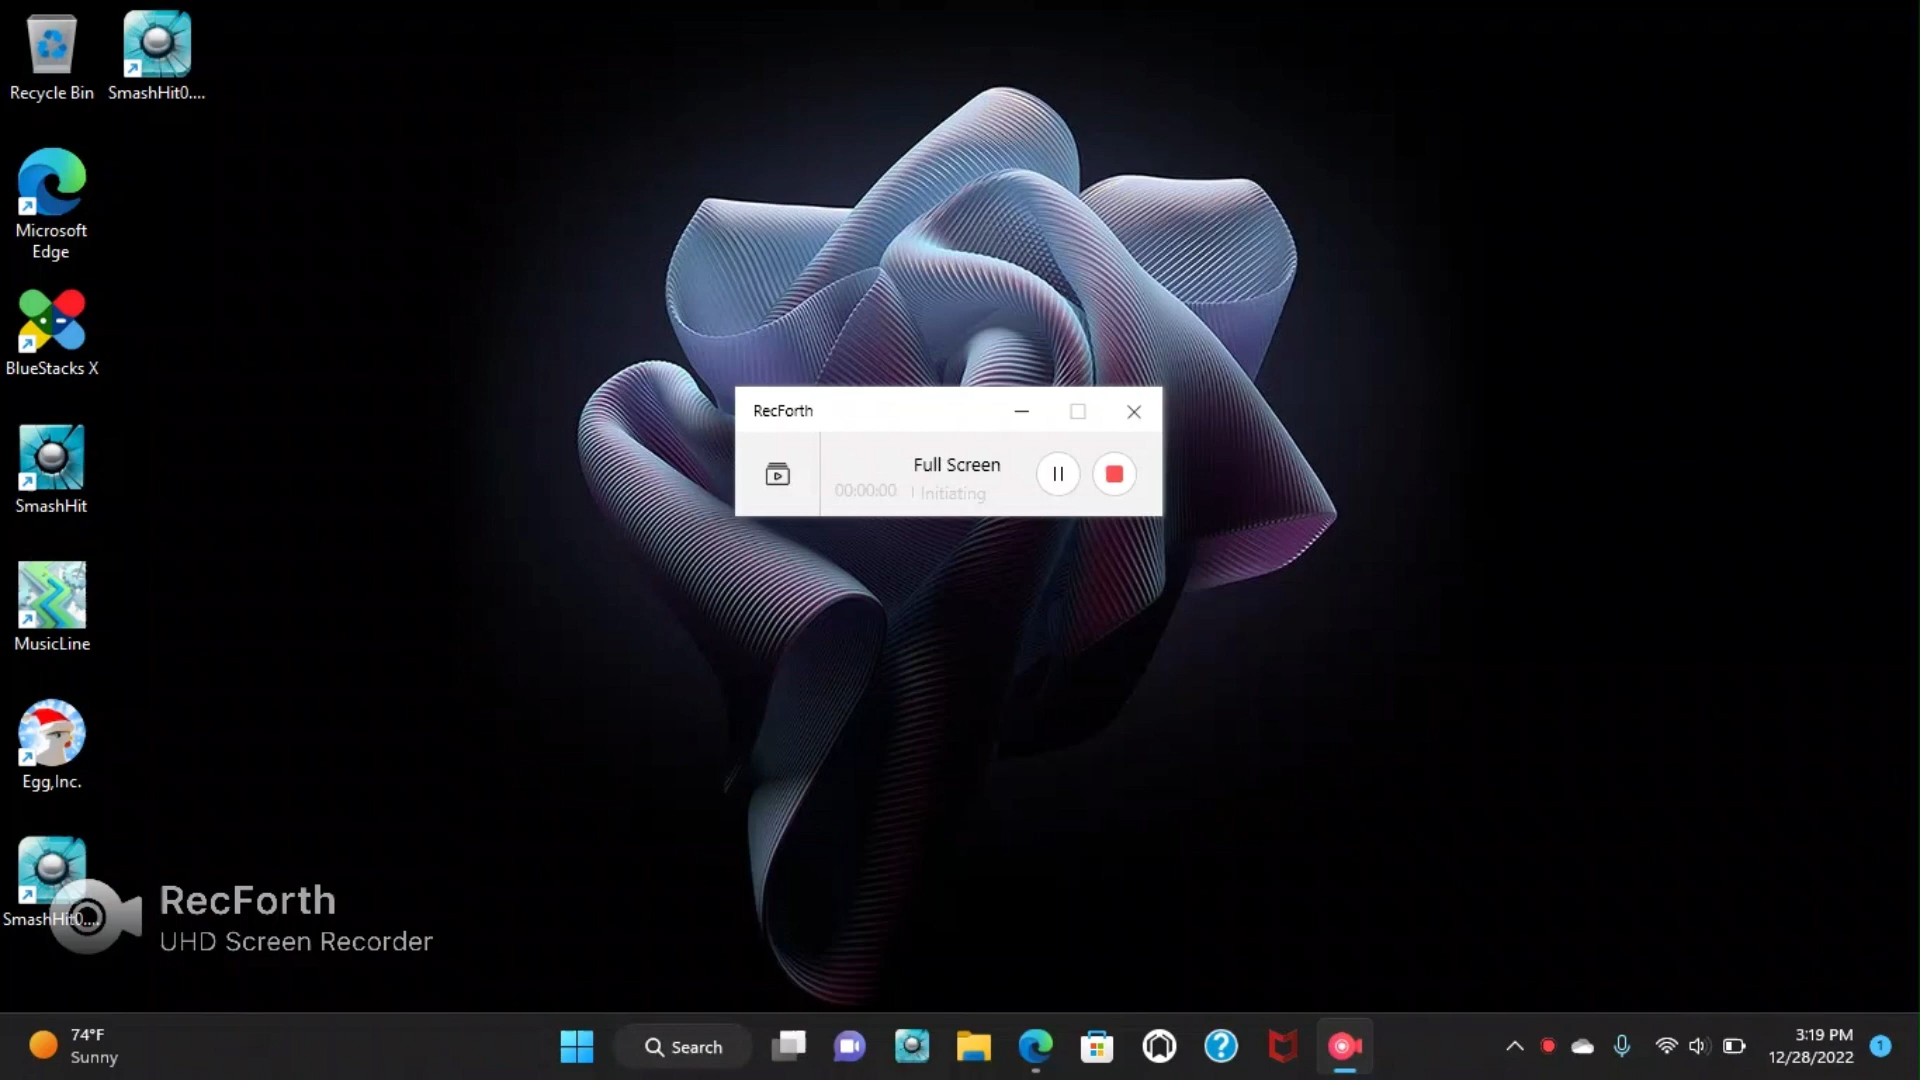 Recycle Bin
SmashHit0....
Microsoft
Edge
BlueStacks X
SmashHit
MusicLine
Egg,Inc.
SmashHit0....
RecForth
Full Screen
00:00:00 | Initiating
RecForth
UHD Screen Recorder
74°F
Sunny
Search
3:19 PM
12/28/2022
1